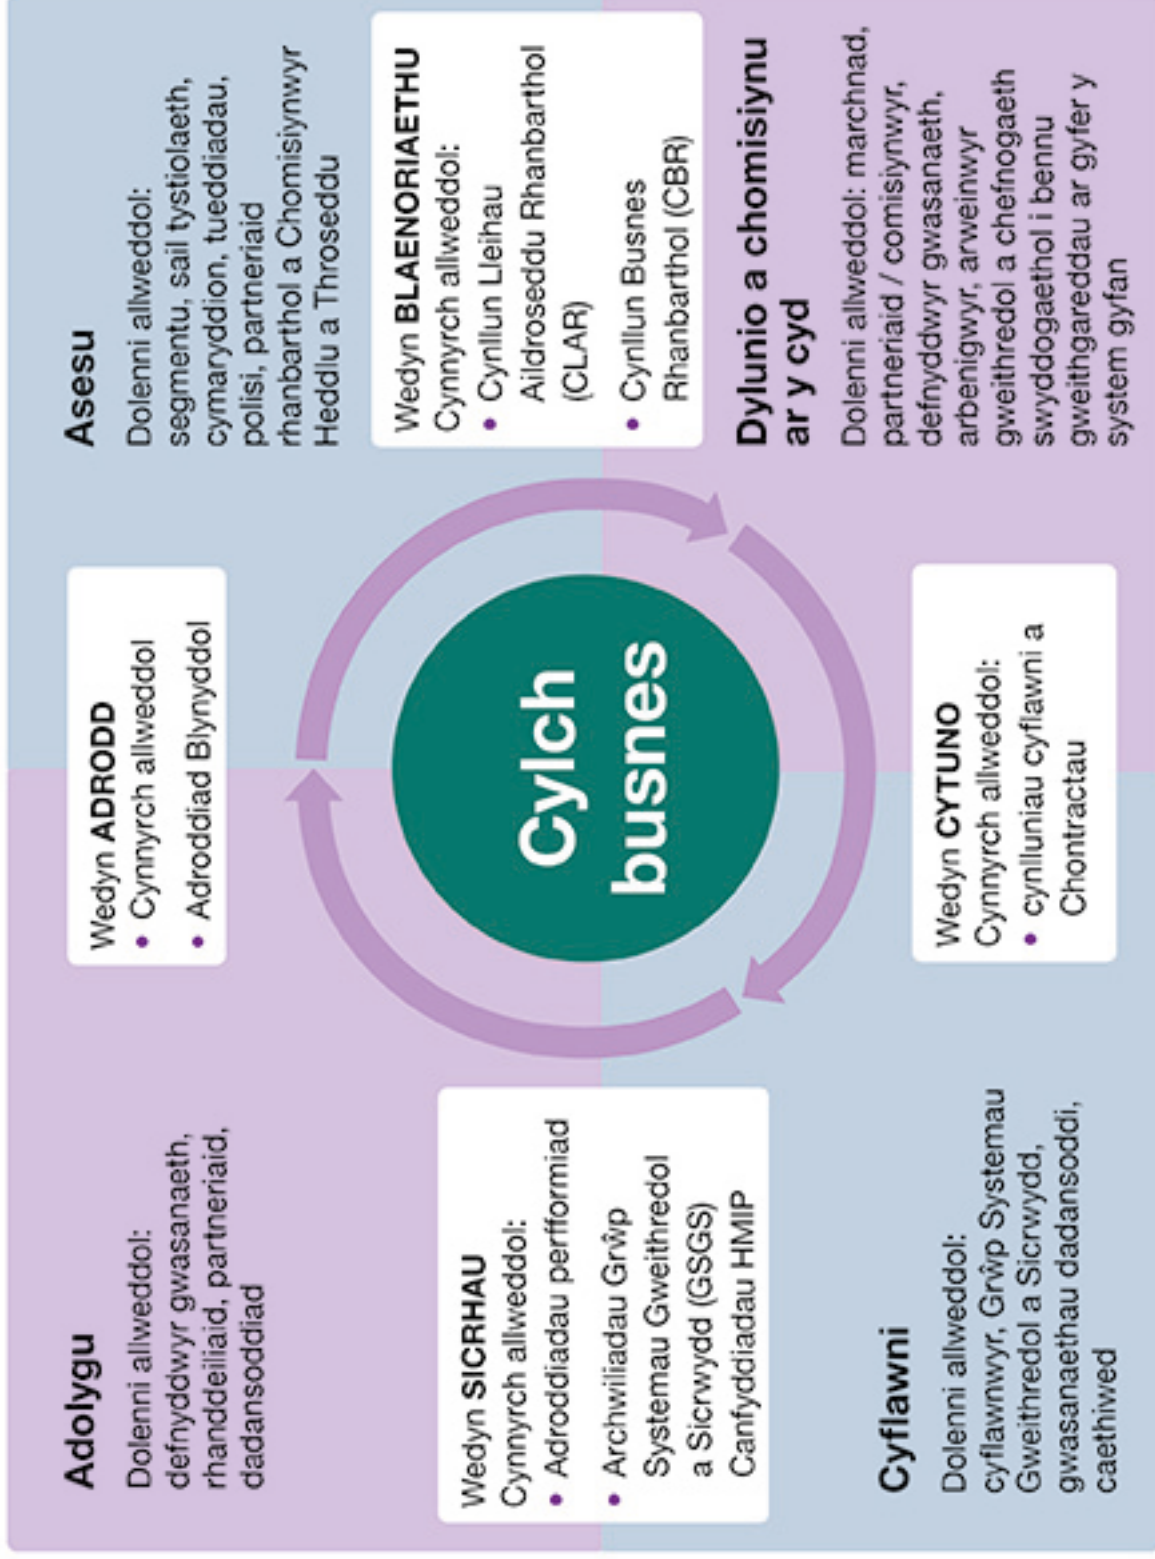 Adolygu
Dolenni allweddol:
defnyddwyr gwasanaeth,
rhanddeiliaid, partneriaid,
dadansoddiad
Wedyn ADRODD
• Cynnyrch allweddol
• Adroddiad Blynyddol
Asesu
Dolenni allweddol:
segmentu, sail tystiolaeth,
cymaryddion, tueddiadau,
polisi, partneriaid
rhanbarthol a Chomisiynwyr
Heddlu a Throseddu
Wedyn BLAENORIAETHU
Cynnyrch allweddol:
• Cynllun Lleihau
Aildroseddu Rhanbarthol
(CLAR)
• Cynllun Busnes
Rhanbarthol (CBR)
Dylunio a chomisiynu
ar y cyd
Dolenni allweddol: marchnad,
partneriaid / comisiynwyr,
defnyddwyr gwasanaeth,
arbenigwyr, arweinwyr
gweithredol a chefnogaeth
swyddogaethol i bennu
gweithgareddau ar gyfer y
system gyfan
Wedyn CYTUNO
Cynnyrch allweddol:
• cynlluniau cyflawni a
Chontractau
Cyflawni
Dolenni allweddol:
cyflawnwyr, Grŵp Systemau
Gweithredol a Sicrwydd,
gwasanaethau dadansoddi,
caethiwed
Wedyn SICRHAU
Cynnyrch allweddol:
• Adroddiadau perfformiad
• Archwiliadau Grŵp
Systemau Gweithredol
a Sicrwydd (GSGS)
Canfyddiadau HMIP
Cylch
busnes